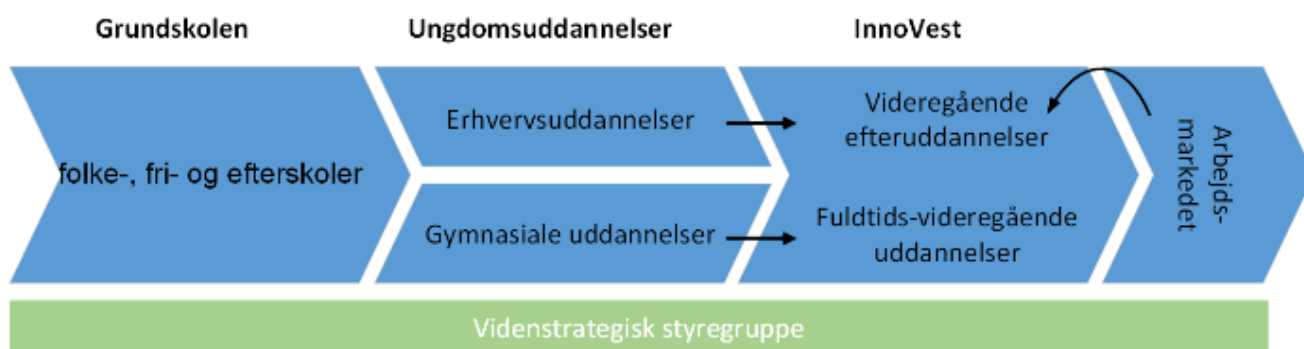 Grundskolen
Ungdomsuddannelser
InnoVest
folke-, fri- og efterskoler
Erhvervsuddannelser
Gymnasiale uddannelser
Videregående
efteruddannelser
Fuldtids-videregående
uddannelser
Arbejds-
markedet
Videnstrategisk styregruppe